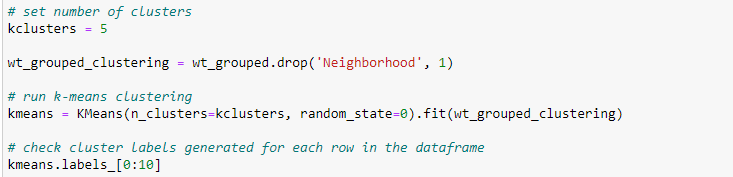 # set number of clusters
kclusters = 5
wt_grouped_clustering = wt_grouped.drop('Neighborhood', 1)
# run k-means clustering
kmeans = KMeans(n_clusters=kclusters, random_state=0).fit(wt_grouped_clustering)
# check cluster labels generated for each row in the dataframe
kmeans.labels_[0:10]